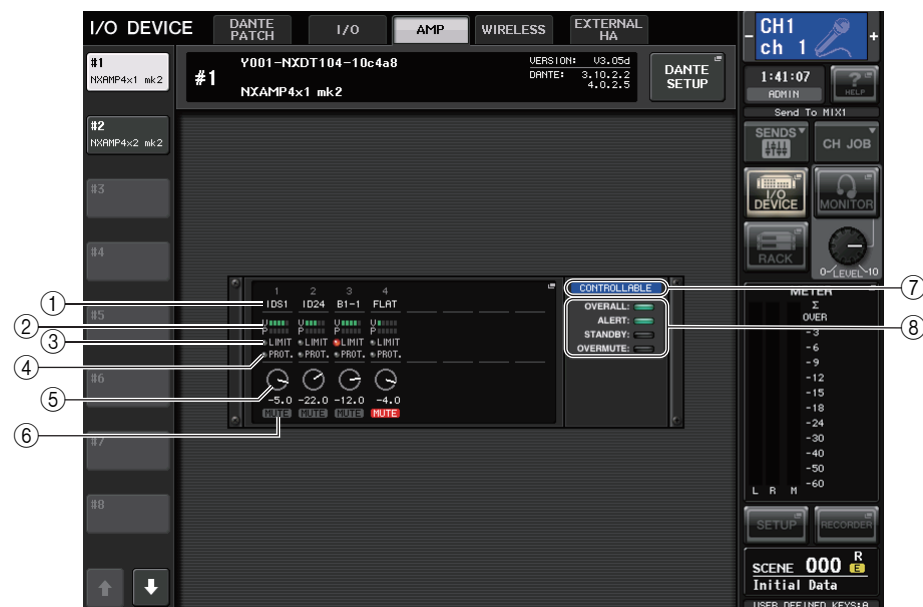 I/O DEVICE
DANTE PATCH
I/O
AMP
WIRELESS
EXTERNAL HA
- CH1 +
ch 1
#1
NXAMP4x1 mk2
#1
Y001-NXDT104-10c4a8
NXAMP4x1 mk2
VERSION: V3.05d
DANTE: 3.10.2.2
4.0.2.5
DANTE SETUP
1:41:07
ADMIN
?
HELP
Send To MIX1
#2
NXAMP4x2 mk2
SENDS
CH JOB
#3
I/O DEVICE
MONITOR
#4
RACK
0-LEVEL-10
1 2 3 4
① IDS1 ID24 B1-1 FLAT
CONTROLLABLE ⑦
#5
② U U U U
P P P P
③ LIMIT LIMIT LIMIT LIMIT
④ PROT. PROT. PROT. PROT.
OVERALL:
ALERT:
STANDBY:
OVERMUTE:
⑧
#6
⑤
-5.0 -22.0 -12.0 -4.0
⑥ MUTE MUTE MUTE MUTE
#7
#8
METER
Σ
OVER
-3
-6
-9
-12
-15
-18
-24
-30
-40
-50
-60
L R M
SETUP
RECORDER
SCENE 000 R
E
Initial Data
USER DEFINED KEYS:A